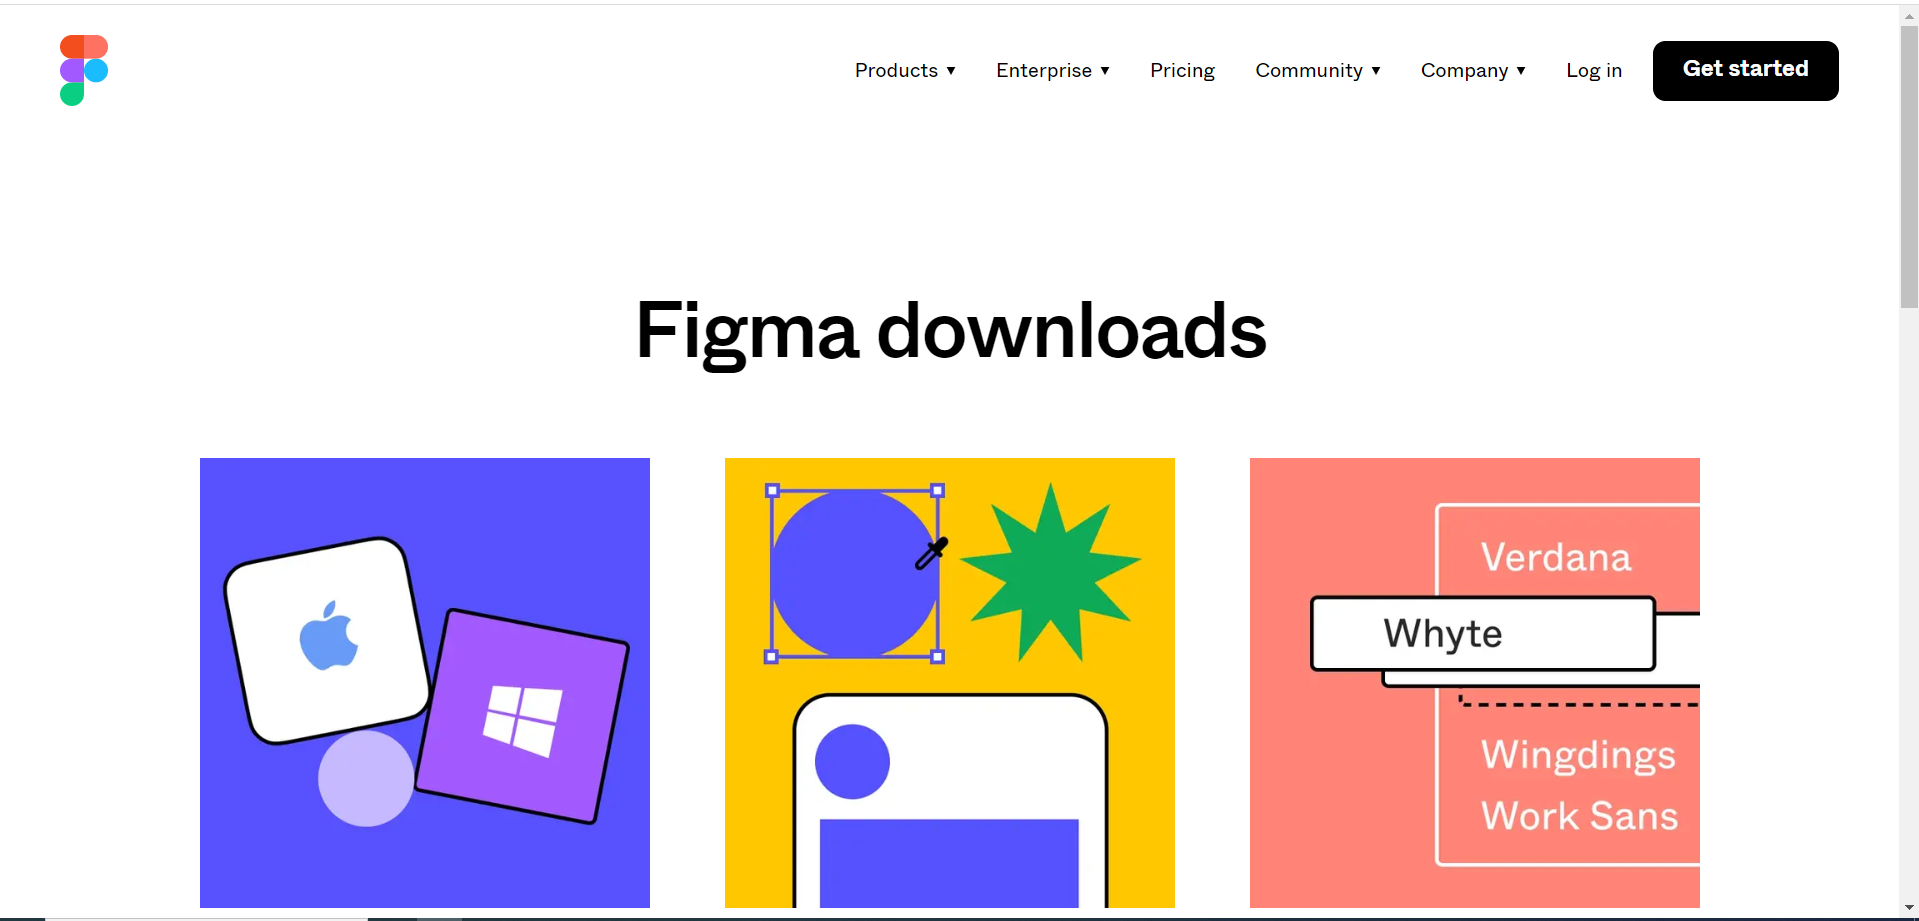 Products ▼ Enterprise ▼ Pricing Community ▼ Company ▼ Log in Get started
Figma downloads
Verdana
Whyte
Wingdings
Work Sans